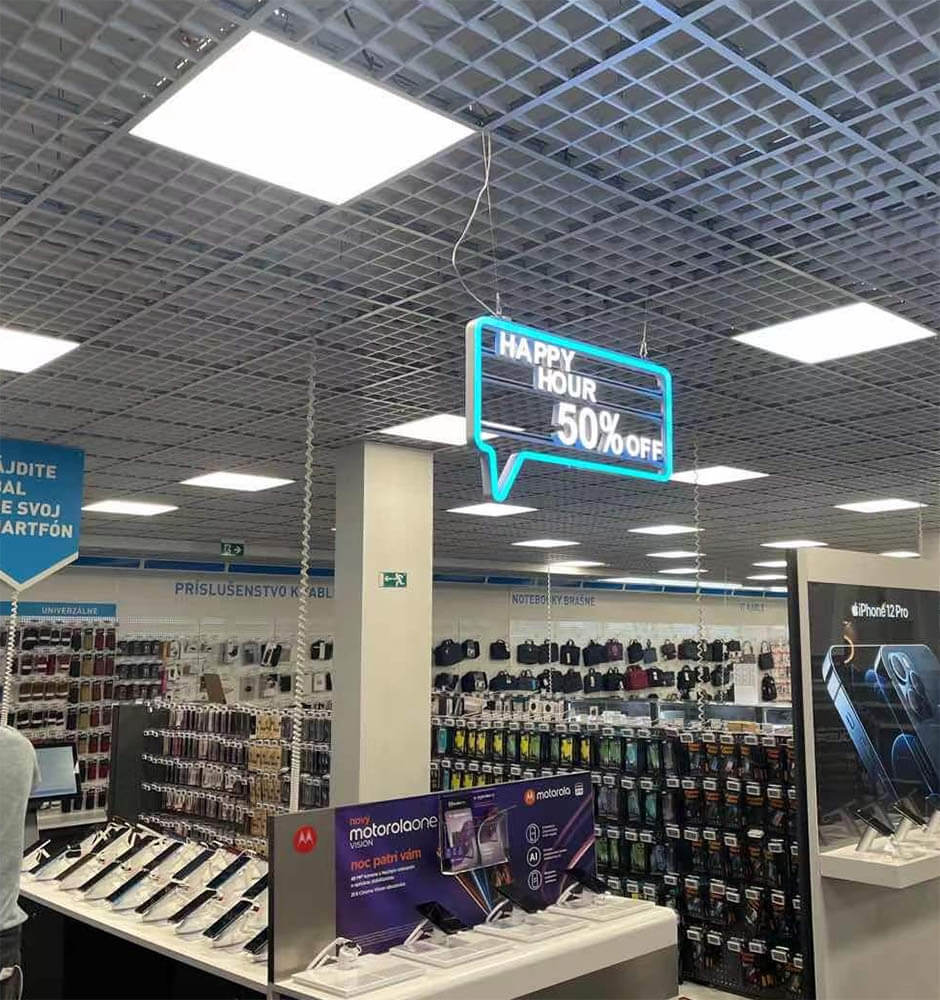 HAPPY
HOUR
50% OFF
ÁJDITE
BAL
E SVOJ
ARTFÓN
UNIVERZÁLNE
PRÍSLUŠENSTVO K
NOTEBOOKY, BRAŠNE
iPhone 12 Pro
nový
motorola one
VISION
noc patrí vám
motorola
AI